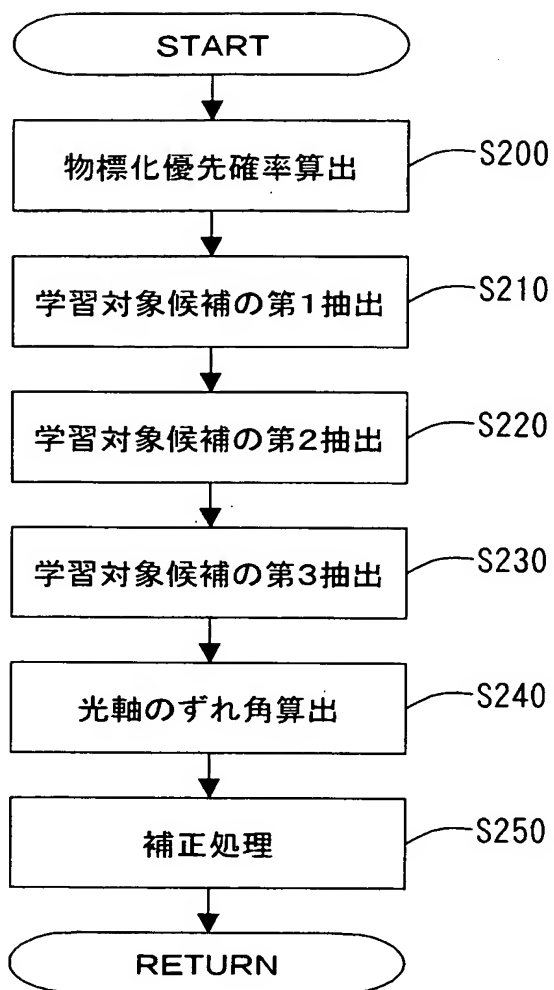 START
物標化優先確率算出
S200
学習対象候補の第1抽出
S210
学習対象候補の第2抽出
S220
学習対象候補の第3抽出
S230
光軸のずれ角算出
S240
補正処理
S250
RETURN